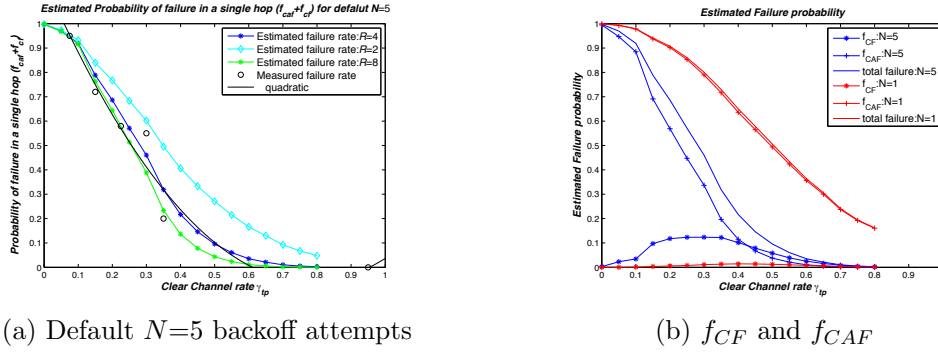 Estimated Probability of failure in a single hop (f_caf+f_cf) for defalut N=5
Probability of failure in a single hop (f_caf+f_cf)
1
0.9
0.8
0.7
0.6
0.5
0.4
0.3
0.2
0.1
0
Estimated failure rate:R=4
Estimated failure rate:R=2
Estimated failure rate:R=8
Measured failure rate
quadratic
0 0.1 0.2 0.3 0.4 0.5 0.6 0.7 0.8 0.9 1
Clear Channel rate γ_tp
(a) Default N=5 backoff attempts
Estimated Failure probability
Estimated Failure probability
1
0.9
0.8
0.7
0.6
0.5
0.4
0.3
0.2
0.1
0
f_CF:N=5
f_CAF:N=5
total failure:N=5
f_CF:N=1
f_CAF:N=1
total failure:N=1
0 0.1 0.2 0.3 0.4 0.5 0.6 0.7 0.8 0.9 1
Clear Channel rate γ_tp
(b) f_CF and f_CAF